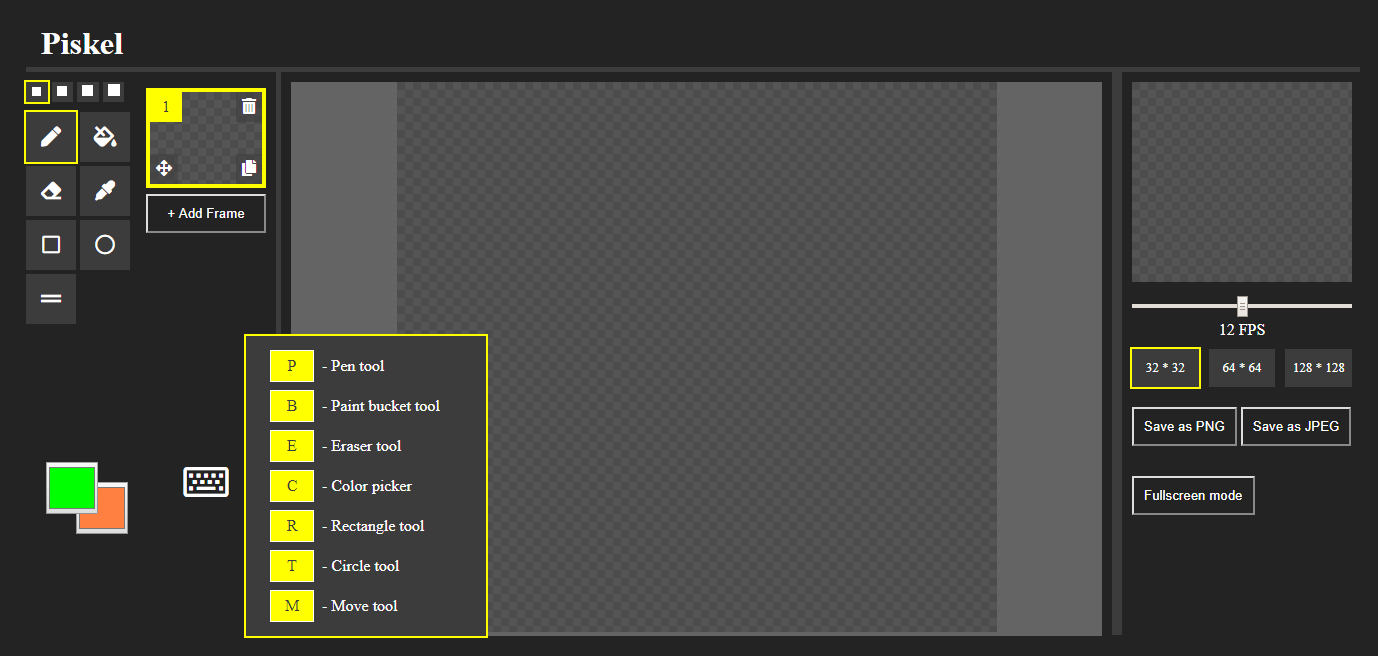 Piskel
1
+ Add Frame
P - Pen tool
B - Paint bucket tool
E - Eraser tool
C - Color picker
R - Rectangle tool
T - Circle tool
M - Move tool
12 FPS
32 * 32 64 * 64 128 * 128
Save as PNG Save as JPEG
Fullscreen mode